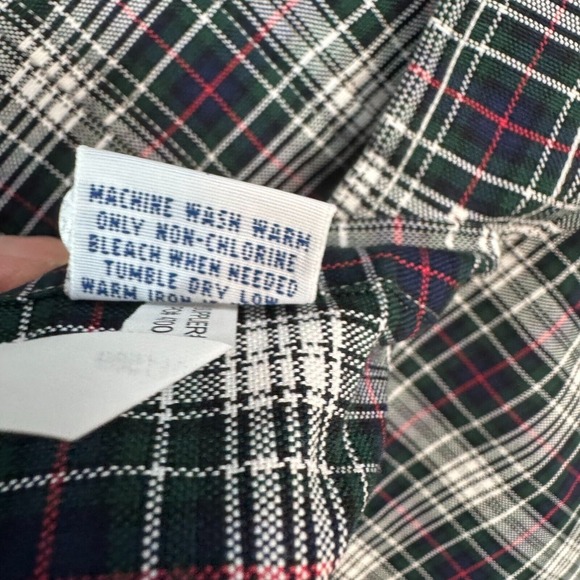 MACHINE WASH WARM
ONLY NON-CHLORINE
BLEACH WHEN NEEDED
TUMBLE DRY LOW
WARM IRON